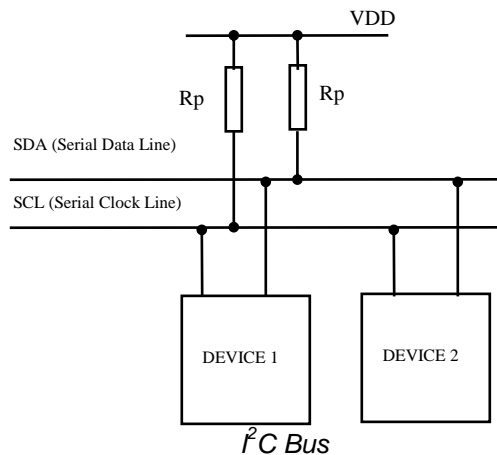 VDD
Rp
Rp
SDA (Serial Data Line)
SCL (Serial Clock Line)
DEVICE 1
DEVICE 2
I²C Bus